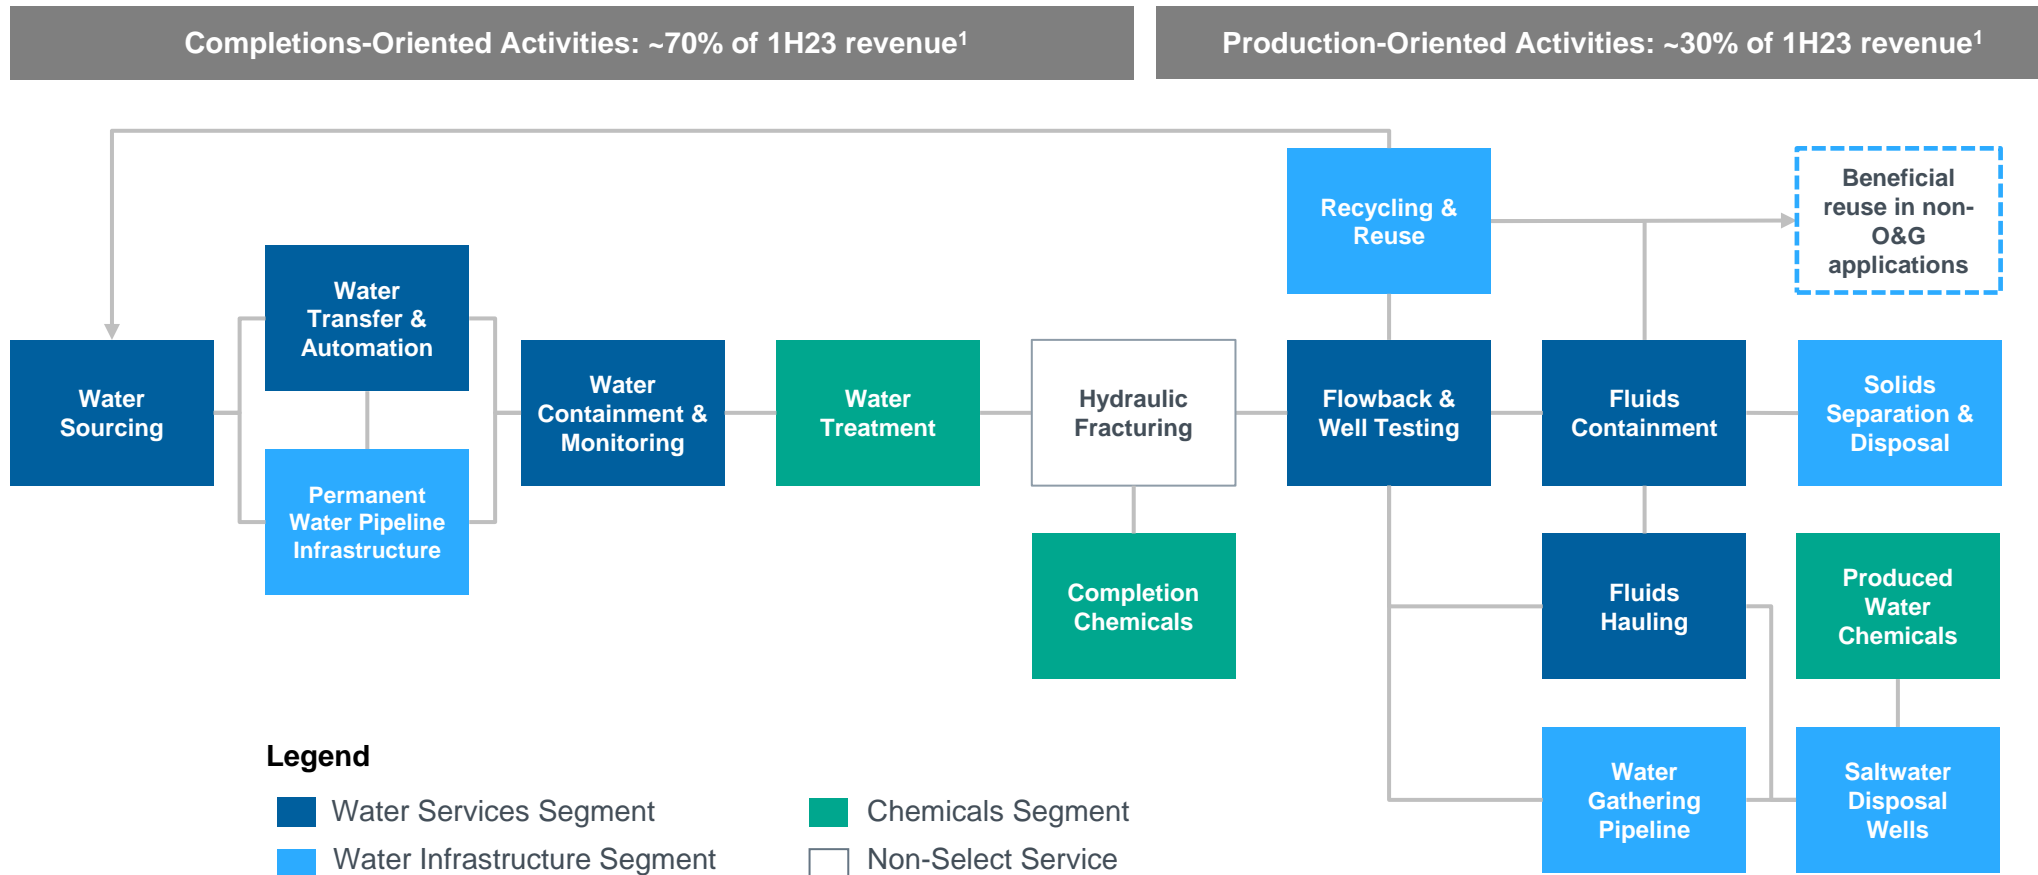 Completions-Oriented Activities: ~70% of 1H23 revenue¹
Production-Oriented Activities: ~30% of 1H23 revenue¹
Recycling &
Reuse
Beneficial
reuse in non-
O&G
applications
Water
Transfer &
Automation
Water
Sourcing
Permanent
Water Pipeline
Infrastructure
Water
Containment &
Monitoring
Water
Treatment
Hydraulic
Fracturing
Completion
Chemicals
Flowback &
Well Testing
Fluids
Containment
Solids
Separation &
Disposal
Fluids
Hauling
Produced
Water
Chemicals
Water
Gathering
Pipeline
Saltwater
Disposal
Wells
Legend
Water Services Segment
Chemicals Segment
Water Infrastructure Segment
Non-Select Service